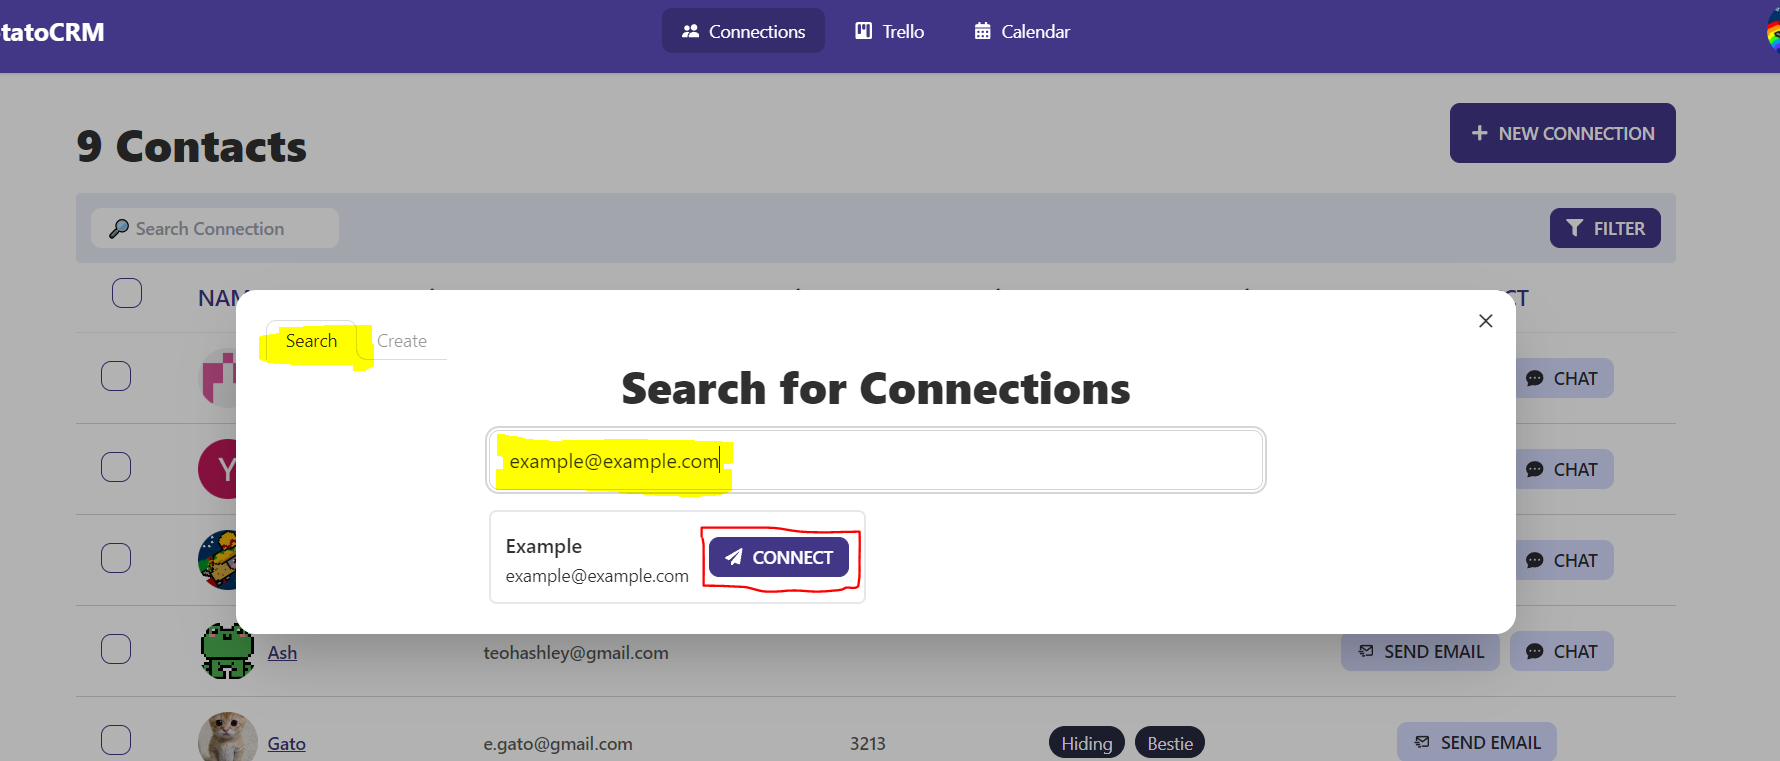 tatoCRM
Connections
Trello
Calendar
9 Contacts
+ NEW CONNECTION
Search Connection
FILTER
Search
Create
Search for Connections
example@example.com
Example
example@example.com
CONNECT
CHAT
Y
CHAT
CHAT
Ash
teohashley@gmail.com
SEND EMAIL
CHAT
Gato
e.gato@gmail.com
3213
Hiding
Bestie
SEND EMAIL